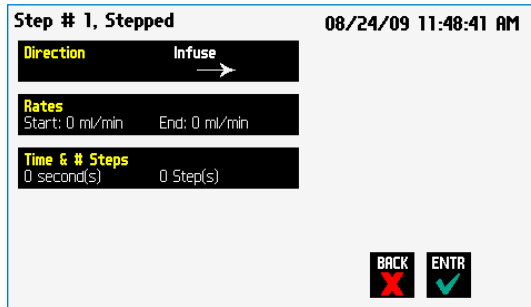 Step # 1, Stepped 08/24/09 11:48:41 AM
Direction Infuse
Rates
Start: 0 ml/min End: 0 ml/min
Time & # Steps
0 second(s) 0 Step(s)
BACK ENTR